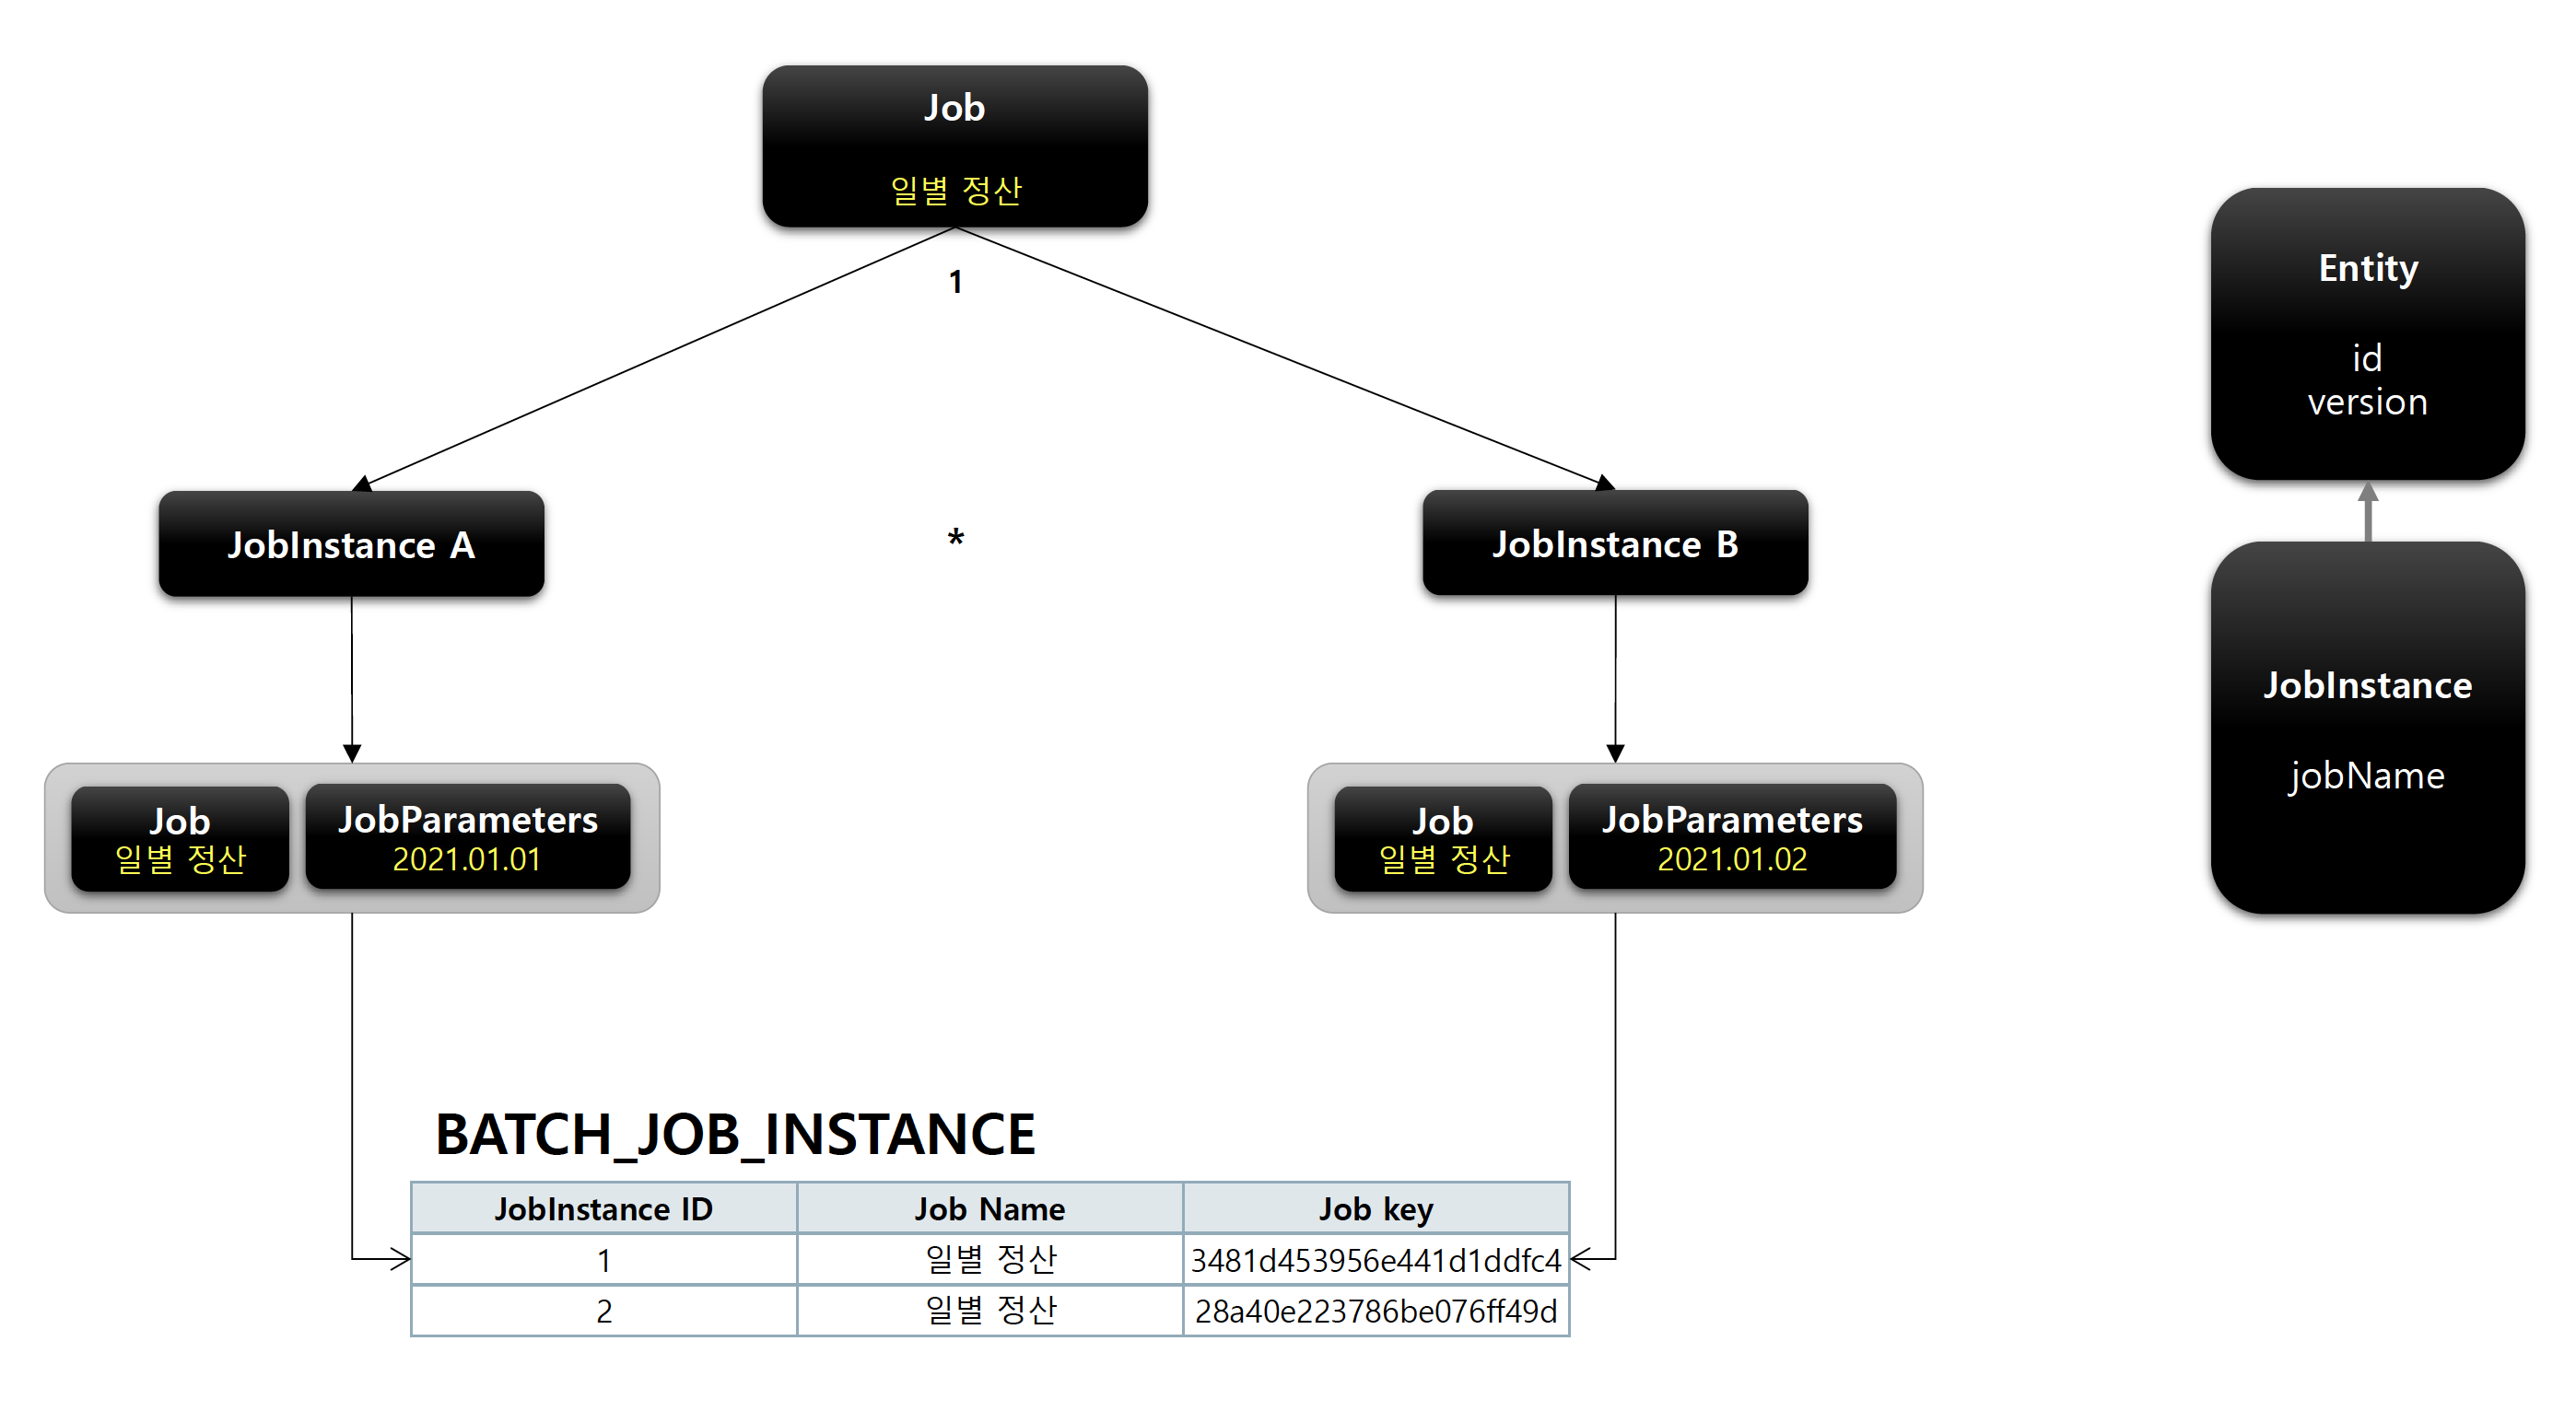 Job
일별 정산
1
Entity
id
version
JobInstance A
*
JobInstance B
JobInstance
jobName
Job
일별 정산
JobParameters
2021.01.01
Job
일별 정산
JobParameters
2021.01.02
BATCH_JOB_INSTANCE
JobInstance ID Job Name Job key
1 일별 정산 3481d453956e441d1ddfc4
2 일별 정산 28a40e223786be076ff49d